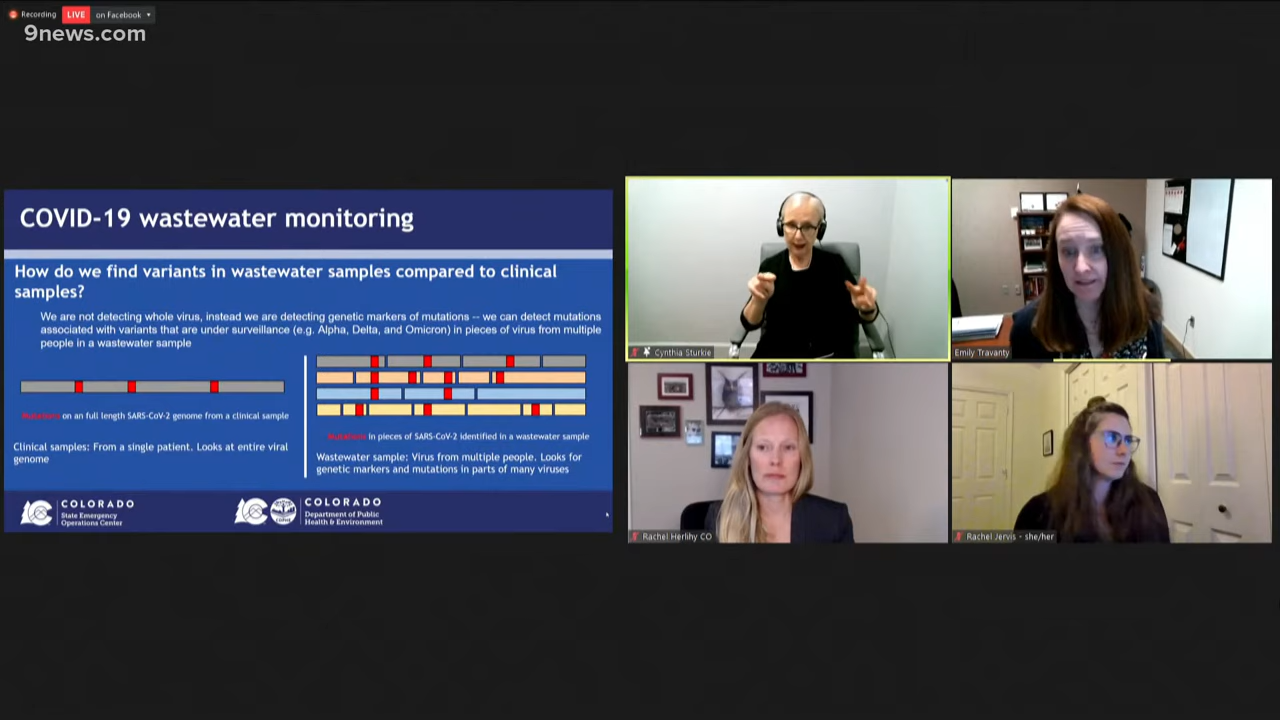 Recording LIVE on Facebook
9news.com
COVID-19 wastewater monitoring
How do we find variants in wastewater samples compared to clinical
samples?
We are not detecting whole virus, instead we are detecting genetic markers of mutations -- we can detect mutations
associated with variants that are under surveillance (e.g. Alpha, Delta, and Omicron) in pieces of virus from multiple
people in a wastewater sample
Mutations on an full length SARS-CoV-2 genome from a clinical sample
Clinical samples: From a single patient. Looks at entire viral
genome
Mutations in pieces of SARS-CoV-2 identified in a wastewater sample
Wastewater sample: Virus from multiple people. Looks for
genetic markers and mutations in parts of many viruses
COLORADO
State Emergency
Operations Center
COLORADO
Department of Public
Health & Environment
Cynthia Sturkie
Emily Travanty
Rachel Herlihy CO
Rachel Jervis - she/her